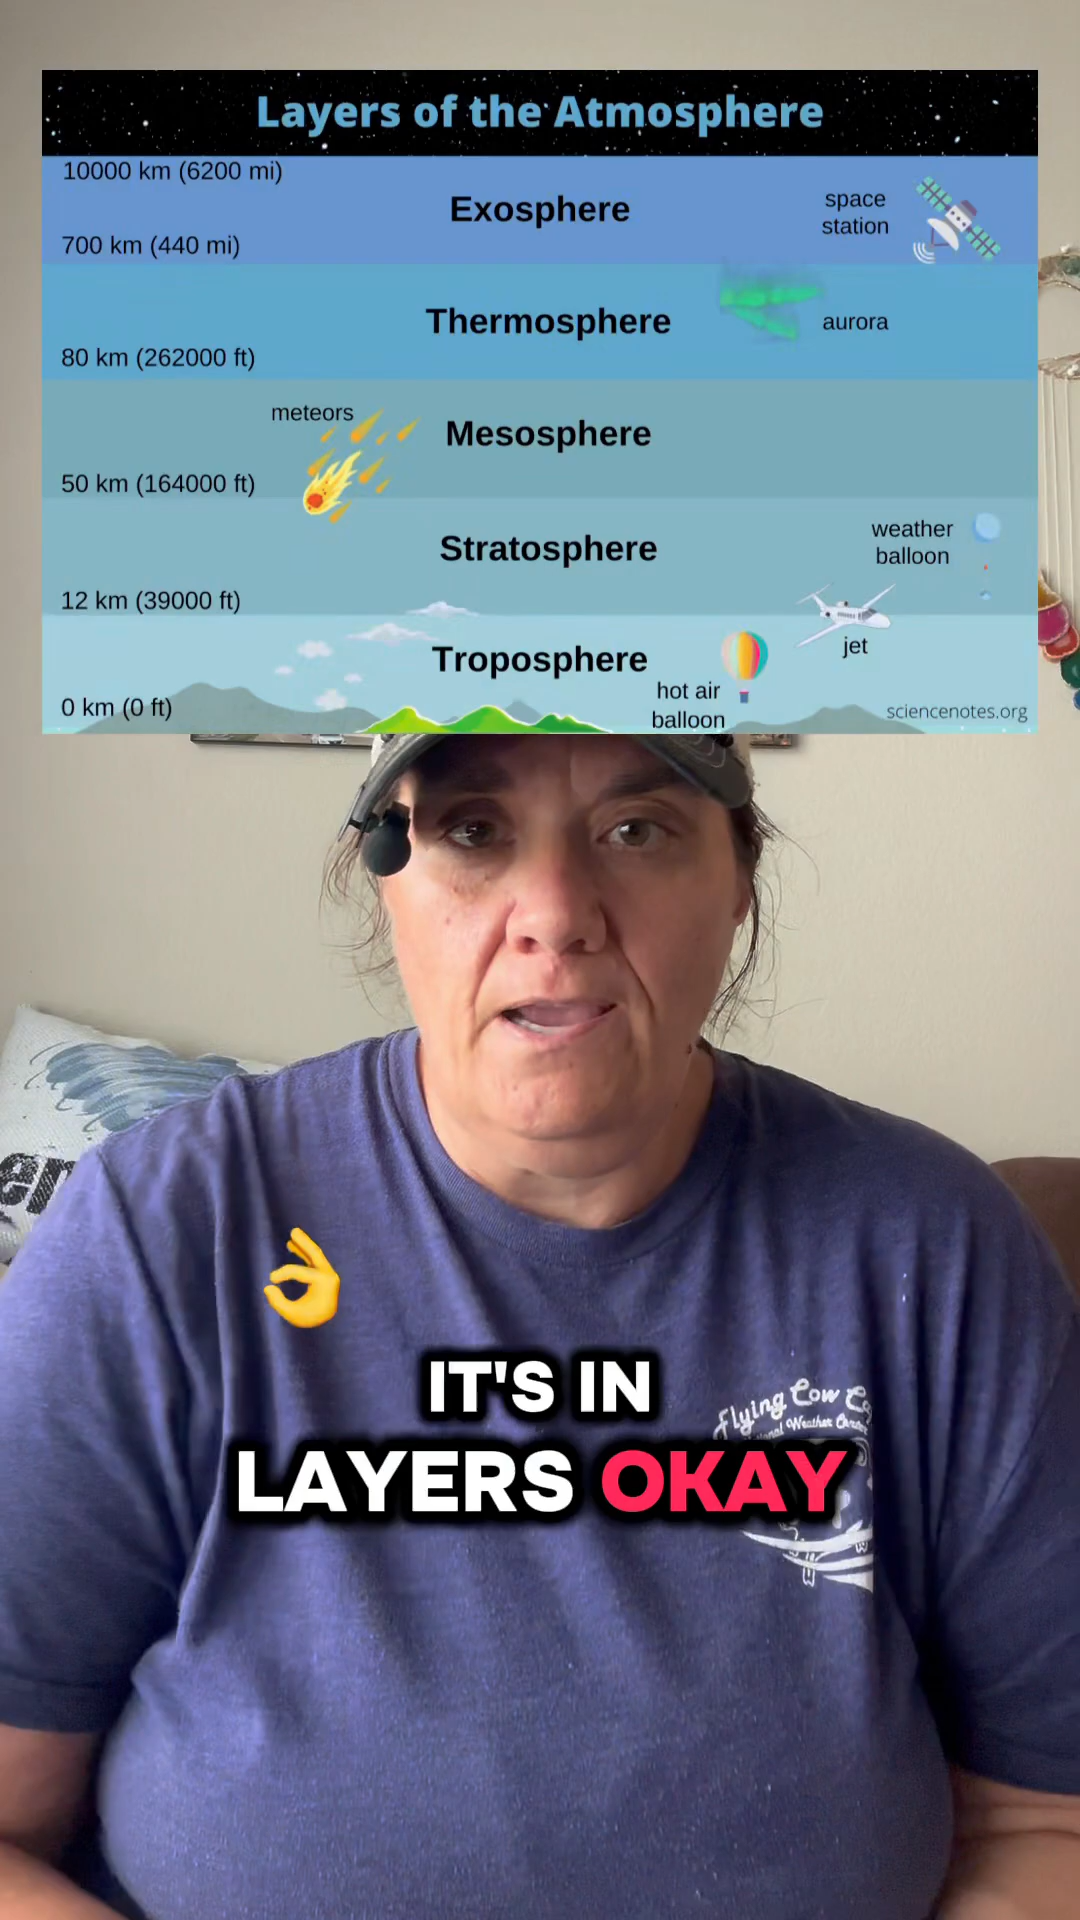 Layers of the Atmosphere
10000 km (6200 mi)
Exosphere
space
station
700 km (440 mi)
Thermosphere
aurora
80 km (262000 ft)
meteors
Mesosphere
50 km (164000 ft)
Stratosphere
weather
balloon
12 km (39000 ft)
Troposphere
jet
hot air
balloon
0 km (0 ft)
sciencenotes.org
IT'S IN
LAYERS OKAY
Flying Cow
Weather